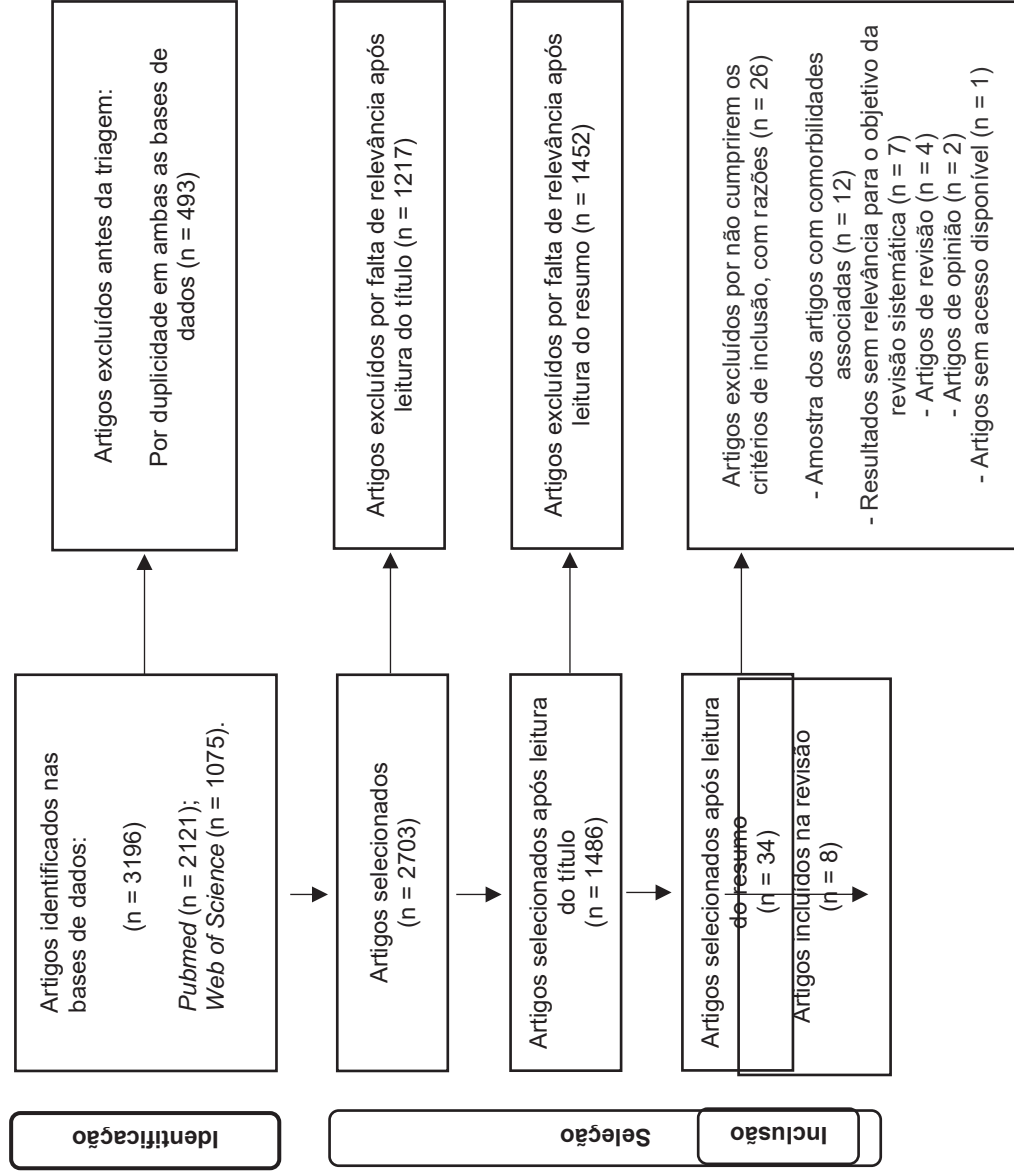 Identificação
Artigos identificados nas
bases de dados:
(n = 3196)
Pubmed (n = 2121);
Web of Science (n = 1075).
Artigos excluídos antes da triagem:
Por duplicidade em ambas as bases de
dados (n = 493)
Seleção
Artigos selecionados
(n = 2703)
Artigos excluídos por falta de relevância após
leitura do título (n = 1217)
Artigos selecionados após leitura
do título
(n = 1486)
Artigos excluídos por falta de relevância após
leitura do resumo (n = 1452)
Artigos selecionados após leitura
do resumo
(n = 34)
Artigos excluídos por não cumprirem os
critérios de inclusão, com razões (n = 26)
- Amostra dos artigos com comorbilidades
associadas (n = 12)
- Resultados sem relevância para o objetivo da
revisão sistemática (n = 7)
- Artigos de revisão (n = 4)
- Artigos de opinião (n = 2)
- Artigos sem acesso disponível (n = 1)
Inclusão
Artigos incluídos na revisão
(n = 8)